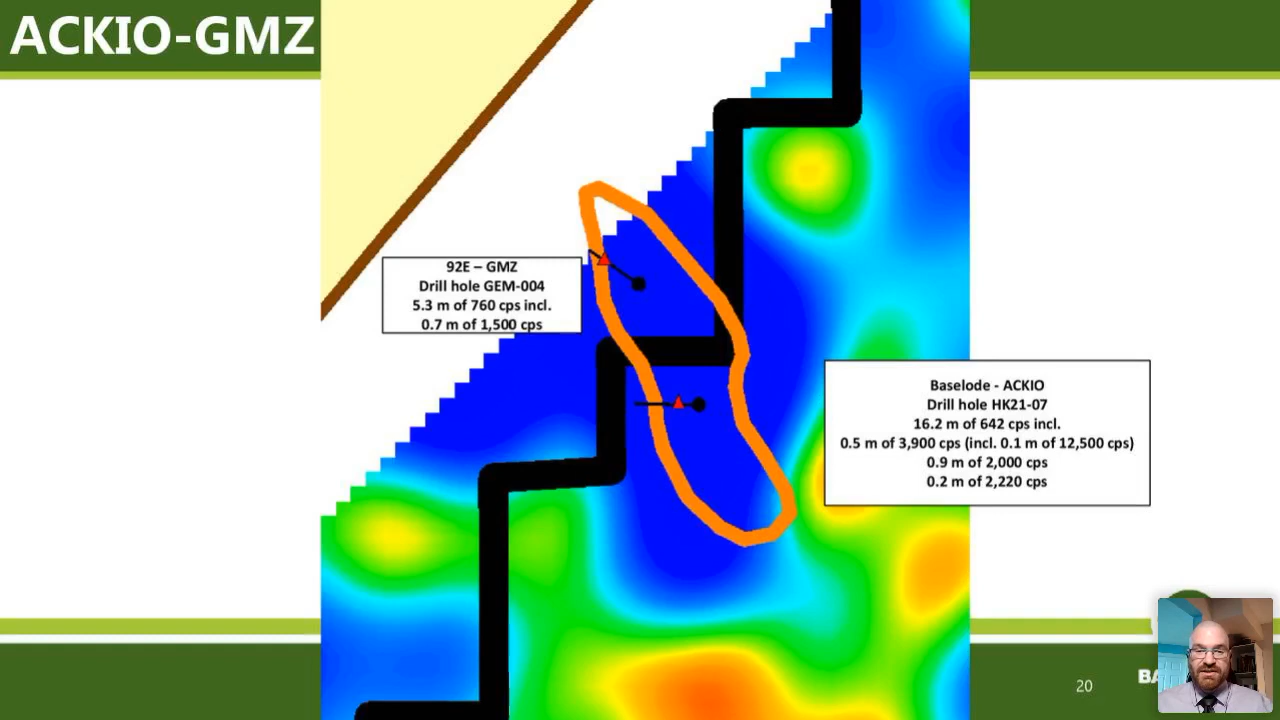 ACKIO-GMZ
92E – GMZ
Drill hole GEM-004
5.3 m of 760 cps incl.
0.7 m of 1,500 cps
Baselode - ACKIO
Drill hole HK21-07
16.2 m of 642 cps incl.
0.5 m of 3,900 cps (incl. 0.1 m of 12,500 cps)
0.9 m of 2,000 cps
0.2 m of 2,220 cps
20